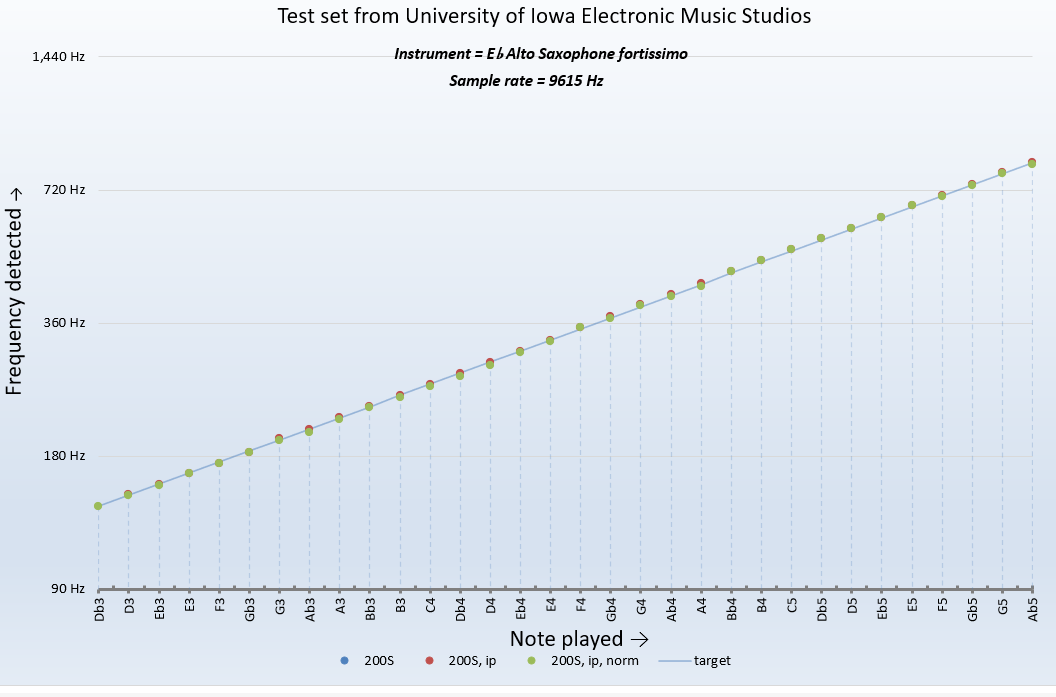 Test set from University of Iowa Electronic Music Studios
Instrument = E♭ Alto Saxophone fortissimo
Sample rate = 9615 Hz
1,440 Hz
720 Hz
360 Hz
180 Hz
90 Hz
Frequency detected →
Db3 D3 Eb3 E3 F3 Gb3 G3 Ab3 A3 Bb3 B3 C4 Db4 D4 Eb4 E4 F4 Gb4 G4 Ab4 A4 Bb4 B4 C5 Db5 D5 Eb5 E5 F5 Gb5 G5 Ab5
Note played →
200S 200S, ip 200S, ip, norm target